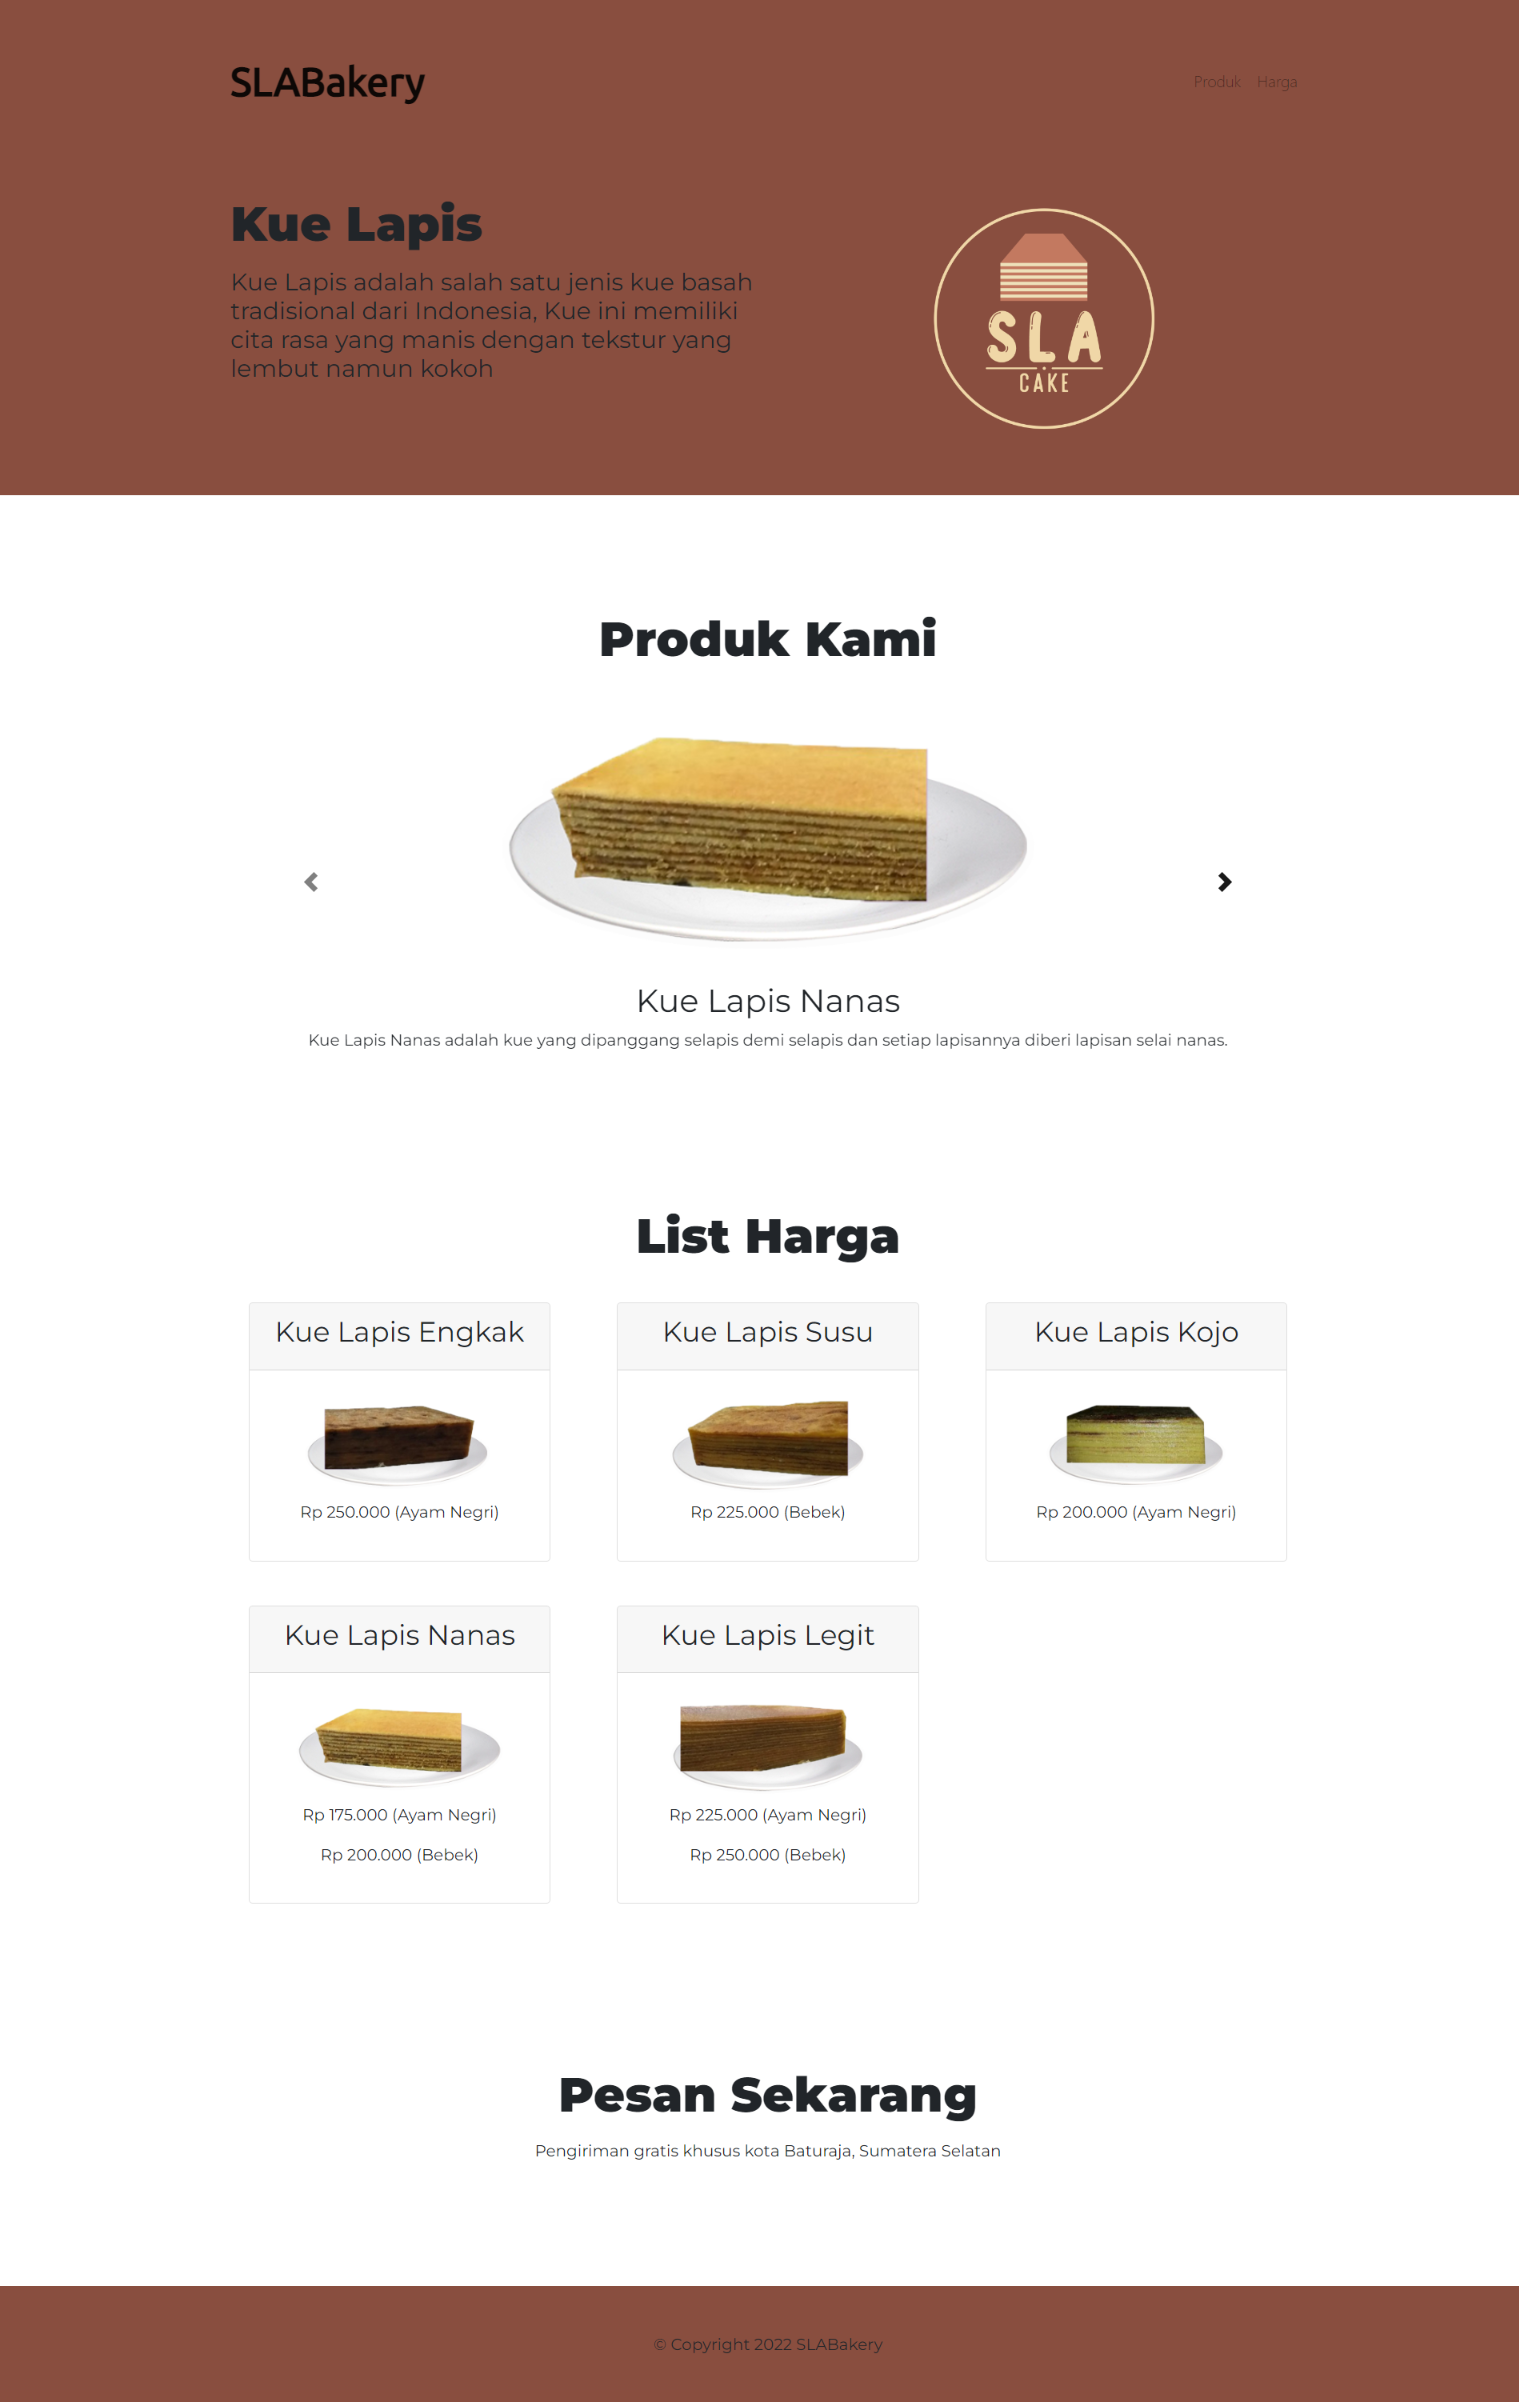 SLABakery
Produk
Harga
Kue Lapis
Kue Lapis adalah salah satu jenis kue basah
tradisional dari Indonesia, Kue ini memiliki
cita rasa yang manis dengan tekstur yang
lembut namun kokoh
SLA
CAKE
Produk Kami
Kue Lapis Nanas
Kue Lapis Nanas adalah kue yang dipanggang selapis demi selapis dan setiap lapisannya diberi lapisan selai nanas.
List Harga
Kue Lapis Engkak
Rp 250.000 (Ayam Negri)
Kue Lapis Susu
Rp 225.000 (Bebek)
Kue Lapis Kojo
Rp 200.000 (Ayam Negri)
Kue Lapis Nanas
Rp 175.000 (Ayam Negri)
Rp 200.000 (Bebek)
Kue Lapis Legit
Rp 225.000 (Ayam Negri)
Rp 250.000 (Bebek)
Pesan Sekarang
Pengiriman gratis khusus kota Baturaja, Sumatera Selatan
© Copyright 2022 SLABakery